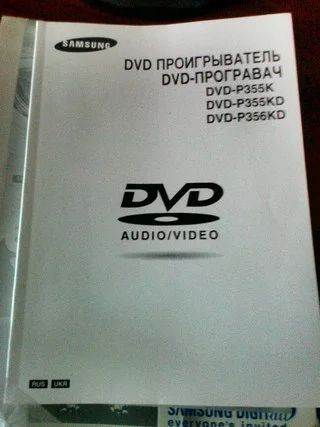 SAMSUNG
DVD ПРОИГРЫВАТЕЛЬ
DVD-ПРОГРАВАЧ
DVD-P355K
DVD-P355KD
DVD-P356KD
DVD
AUDIO/VIDEO
RUS UKR
SAMSUNG DIGITall
everyone's invited